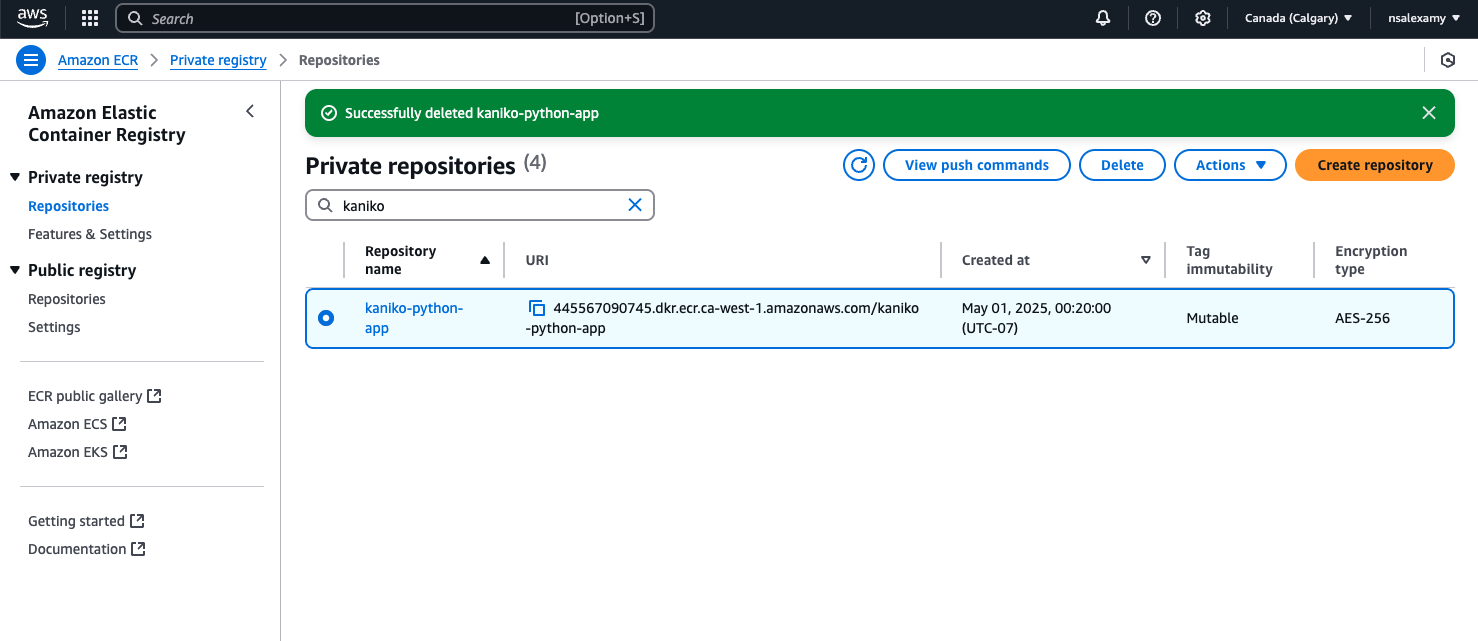 aws
Search [Option+S]
Canada (Calgary)
nsalexamy
Amazon ECR
Private registry
Repositories
Amazon Elastic
Container Registry
Private registry
Repositories
Features & Settings
Public registry
Repositories
Settings
ECR public gallery
Amazon ECS
Amazon EKS
Getting started
Documentation
Successfully deleted kaniko-python-app
Private repositories (4)
View push commands
Delete
Actions
Create repository
kaniko
Repository
name
URI
Created at
Tag
immutability
Encryption
type
kaniko-python-
app
445567090745.dkr.ecr.ca-west-1.amazonaws.com/kaniko
-python-app
May 01, 2025, 00:20:00
(UTC-07)
Mutable
AES-256